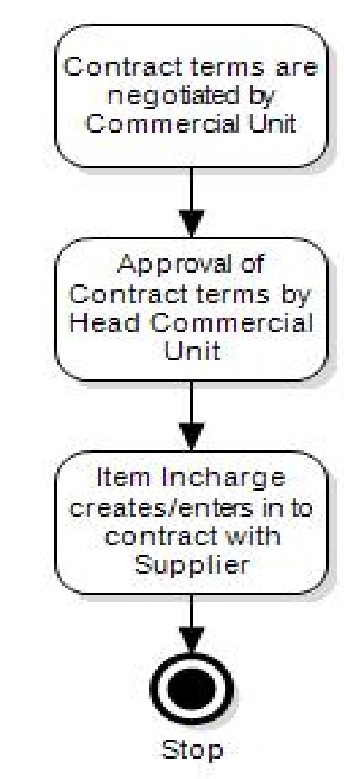 Contract terms are
negotiated by
Commercial Unit
Approval of
Contract terms by
Head Commercial
Unit
Item Incharge
creates/enters in to
contract with
Supplier
Stop